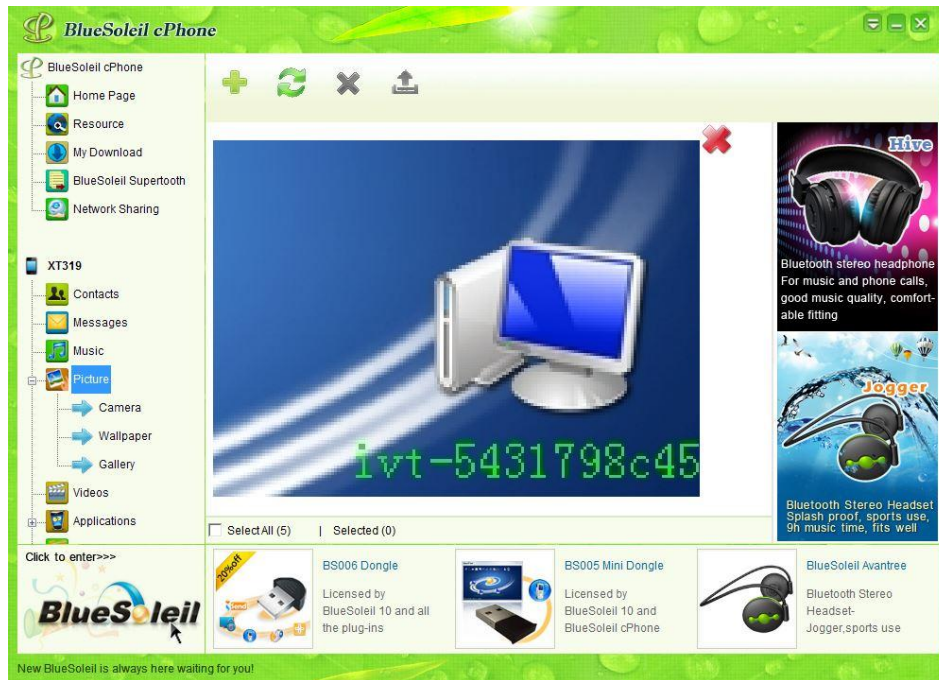 BlueSoleil cPhone
BlueSoleil cPhone
Home Page
Resource
My Download
BlueSoleil Supertooth
Network Sharing
XT319
Contacts
Messages
Music
Picture
Camera
Wallpaper
Gallery
Videos
Applications
ivt-5431798c45
SelectAll (5) | Selected (0)
Hive
Bluetooth stereo headphone
For music and phone calls,
good music quality, comfort-
able fitting
Jogger
Bluetooth Stereo Headset
Splash proof, sports use,
9h music time, fits well
Click to enter>>>
BlueSoleil
20%off
Send
BS006 Dongle
Licensed by
BlueSoleil 10 and all
the plug-ins
BS005 Mini Dongle
Licensed by
BlueSoleil 10 and
BlueSoleil cPhone
BlueSoleil Avantree
Bluetooth Stereo
Headset-
Jogger,sports use
New BlueSoleil is always here waiting for you!